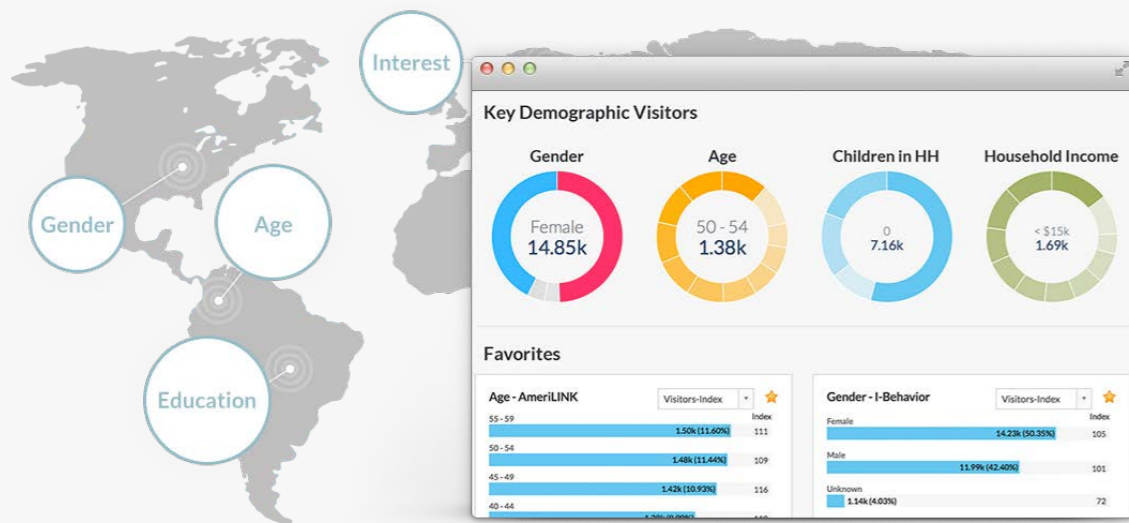 Interest
Gender
Age
Education
Key Demographic Visitors
Gender
Female
14.85k
Age
50 - 54
1.38k
Children in HH
0
7.16k
Household Income
< $15k
1.69k
Favorites
Age - AmeriLINK
Visitors-Index
Index
55 - 59
1.50k (11.60%) 111
50 - 54
1.48k (11.44%) 109
45 - 49
1.42k (10.93%) 116
40 - 44
Gender - I-Behavior
Visitors-Index
Index
Female
14.23k (50.35%) 105
Male
11.99k (42.40%) 101
Unknown
1.14k (4.03%) 72